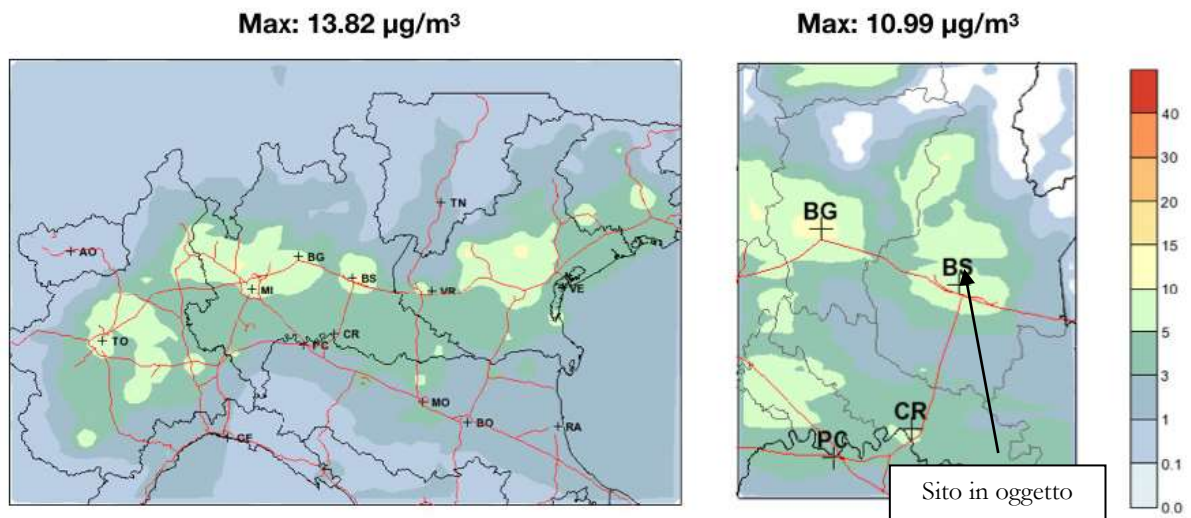 Max: 13.82 µg/m³
Max: 10.99 µg/m³
TN
AO
BG
BS
MI
VR
VE
TO
CR
PC
MO
BO
RA
GE
BG
BS
CR
PC
Sito in oggetto
40
30
20
15
10
5
3
1
0.1
0.0